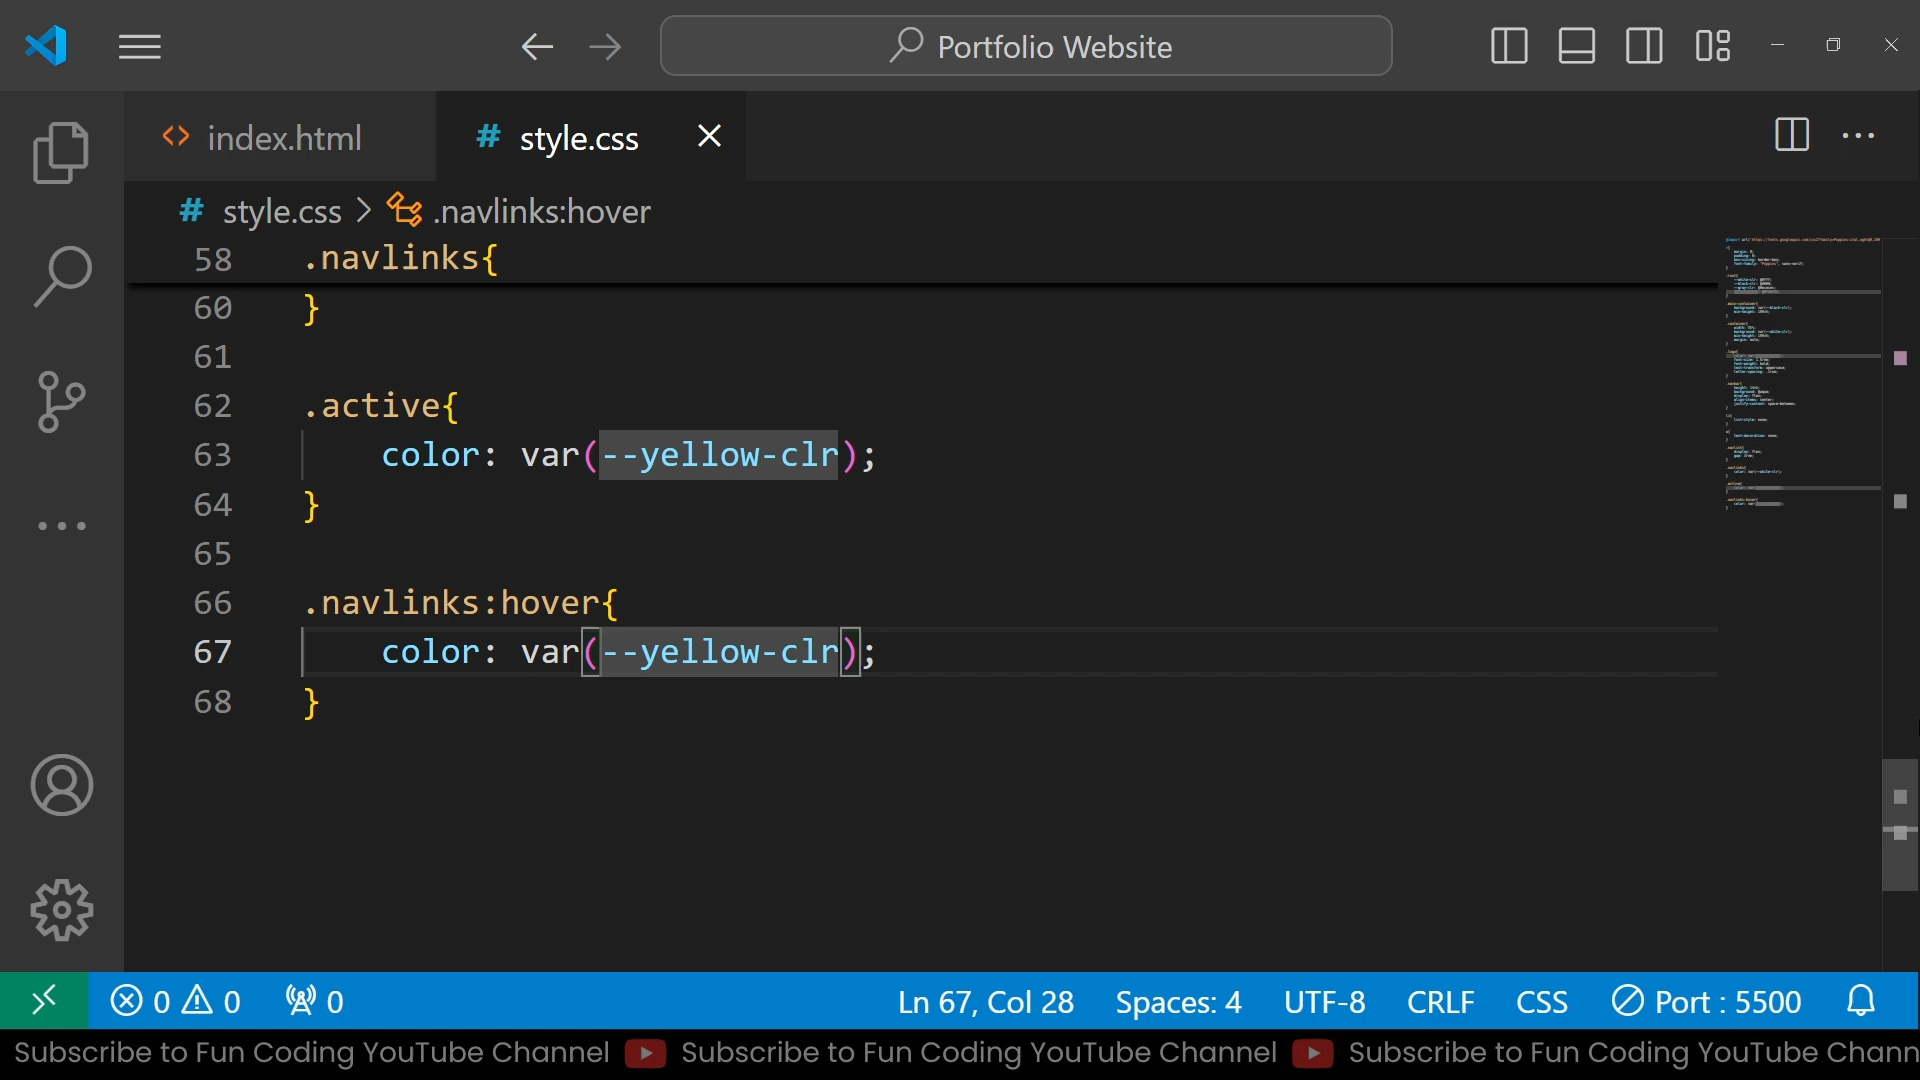 Portfolio Website
index.html
style.css
style.css > .navlinks:hover
58 .navlinks{
60 }
61
62 .active{
63 color: var(--yellow-clr);
64 }
65
66 .navlinks:hover{
67 color: var(--yellow-clr);
68 }
0 0 0 Ln 67, Col 28 Spaces: 4 UTF-8 CRLF CSS Port : 5500
Subscribe to Fun Coding YouTube Channel Subscribe to Fun Coding YouTube Channel Subscribe to Fun Coding YouTube Chann